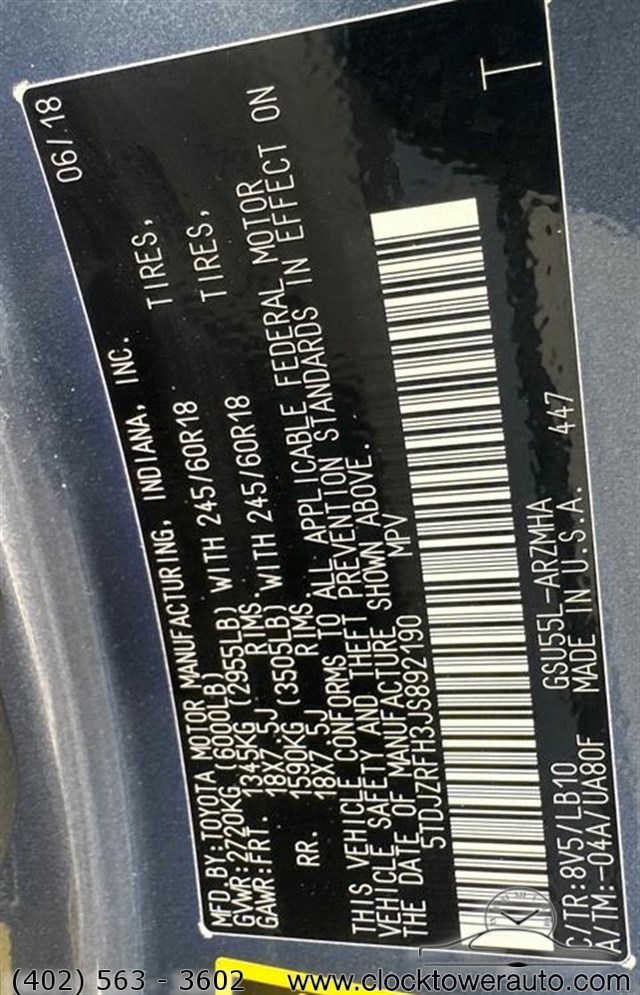 MFD.BY:TOYOTA MOTOR MANUFACTURING, INDIANA, INC. 06/18
GVWR:2720KG (6000LB)
GAWR:FRT. 1345KG (2955LB) WITH 245/60R18 TIRES,
18X7.5J RIMS.
RR. 1590KG (3505LB) WITH 245/60R18 TIRES,
18X7.5J RIMS.
THIS VEHICLE CONFORMS TO ALL APPLICABLE FEDERAL MOTOR
VEHICLE SAFETY AND THEFT PREVENTION STANDARDS IN EFFECT ON
THE DATE OF MANUFACTURE SHOWN ABOVE.
5TDJZRFH3JS892190 MPV
T
C/TR:8V5/LB10 GSU55L-ARZMHA 447
A/TM:-04A/UA80F MADE IN U.S.A.
(402) 563 - 3602 www.clocktowerauto.com